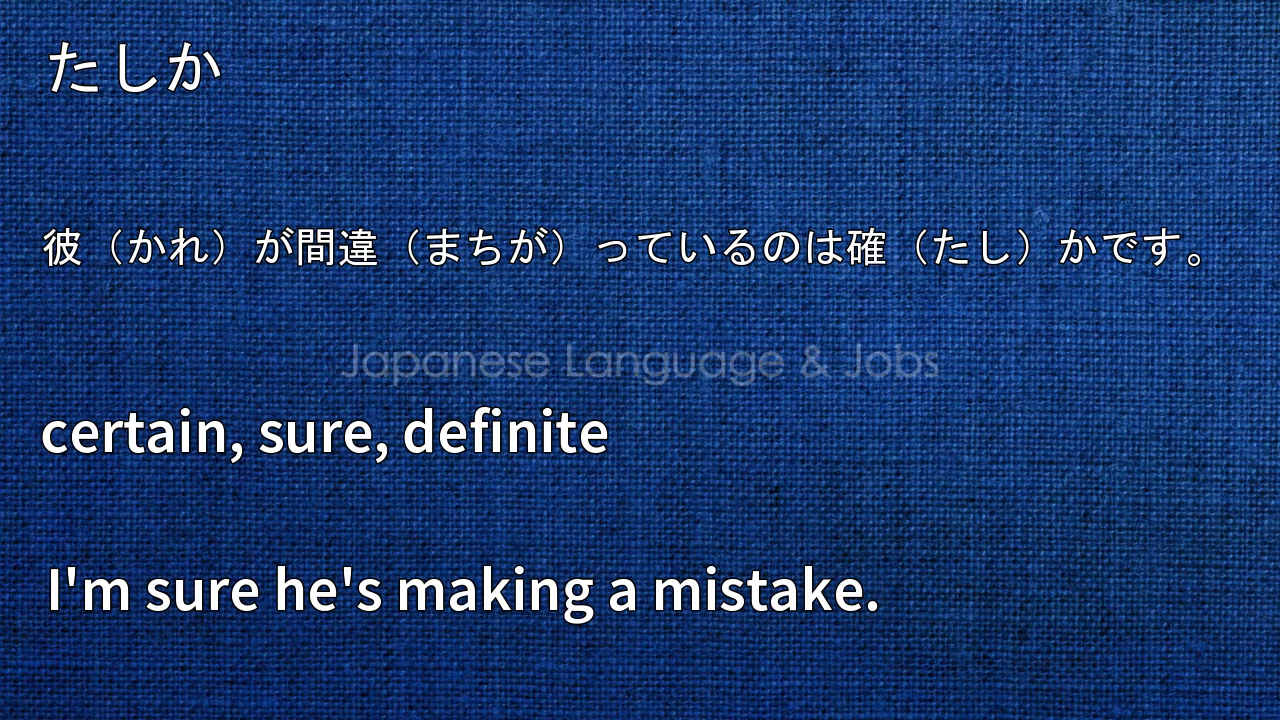 たしか
彼（かれ）が間違（まちが）っているのは確（たし）かです。
Japanese Language & Jobs
certain, sure, definite
I'm sure he's making a mistake.